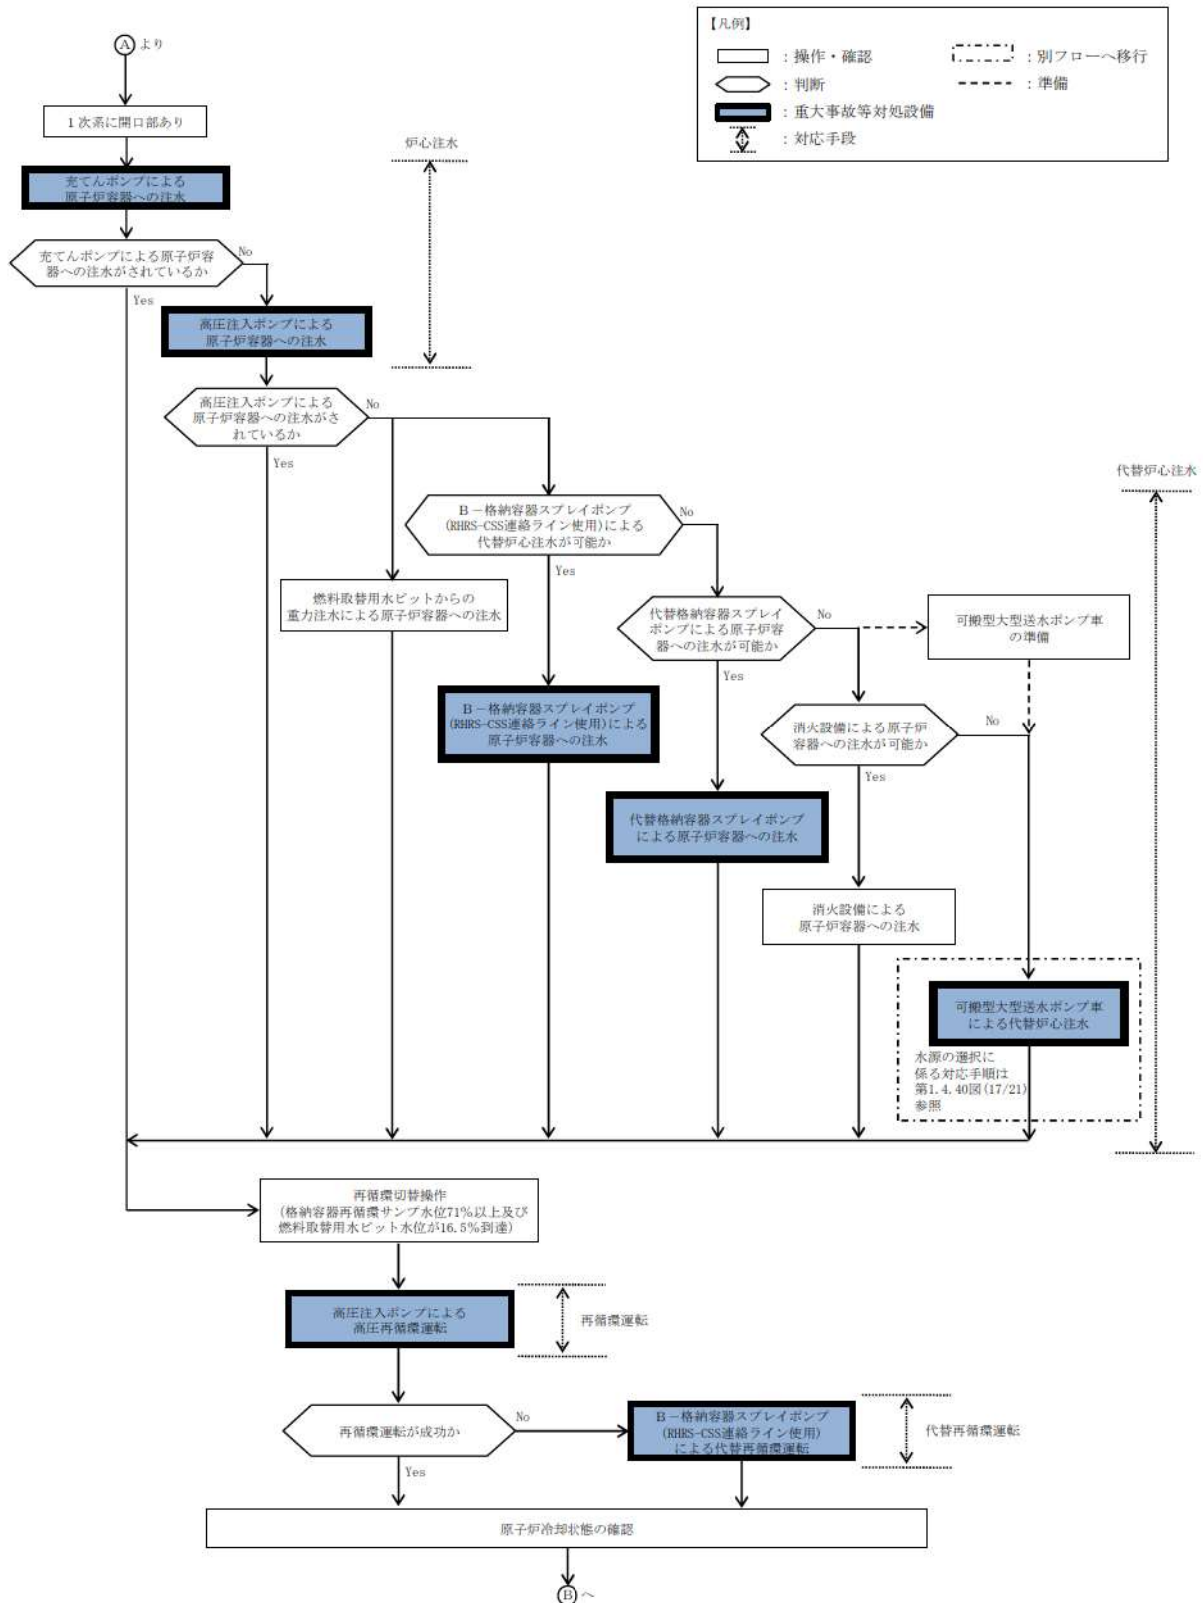 【凡例】
：操作・確認
：別フローへ移行
：判断
：準備
：重大事故等対処設備
：対応手段
Ⓐより
1次系に開口部あり
炉心注水
充てんポンプによる
原子炉容器への注水
充てんポンプによる原子炉容
器への注水がされているか
No
Yes
高圧注入ポンプによる
原子炉容器への注水
高圧注入ポンプによる
原子炉容器への注水がさ
れているか
No
Yes
代替炉心注水
B－格納容器スプレイポンプ
(RHRS-CSS連絡ライン使用)による
代替炉心注水が可能か
No
Yes
燃料取替用水ピットからの
重力注水による原子炉容器への注水
代替格納容器スプレイ
ポンプによる原子炉容
器への注水が可能か
No
Yes
可搬型大型送水ポンプ車
の準備
B－格納容器スプレイポンプ
(RHRS-CSS連絡ライン使用)による
原子炉容器への注水
消火設備による原子炉
容器への注水が可能か
No
Yes
代替格納容器スプレイポンプ
による原子炉容器への注水
消火設備による
原子炉容器への注水
可搬型大型送水ポンプ車
による代替炉心注水
水源の選択に
係る対応手順は
第1.4.40図(17/21)
参照
再循環切替操作
(格納容器再循環サンプ水位71％以上及び
燃料取替用水ピット水位が16.5％到達)
高圧注入ポンプによる
高圧再循環運転
再循環運転
再循環運転が成功か
No
Yes
B－格納容器スプレイポンプ
(RHRS-CSS連絡ライン使用)
による代替再循環運転
代替再循環運転
原子炉冷却状態の確認
Ⓑへ